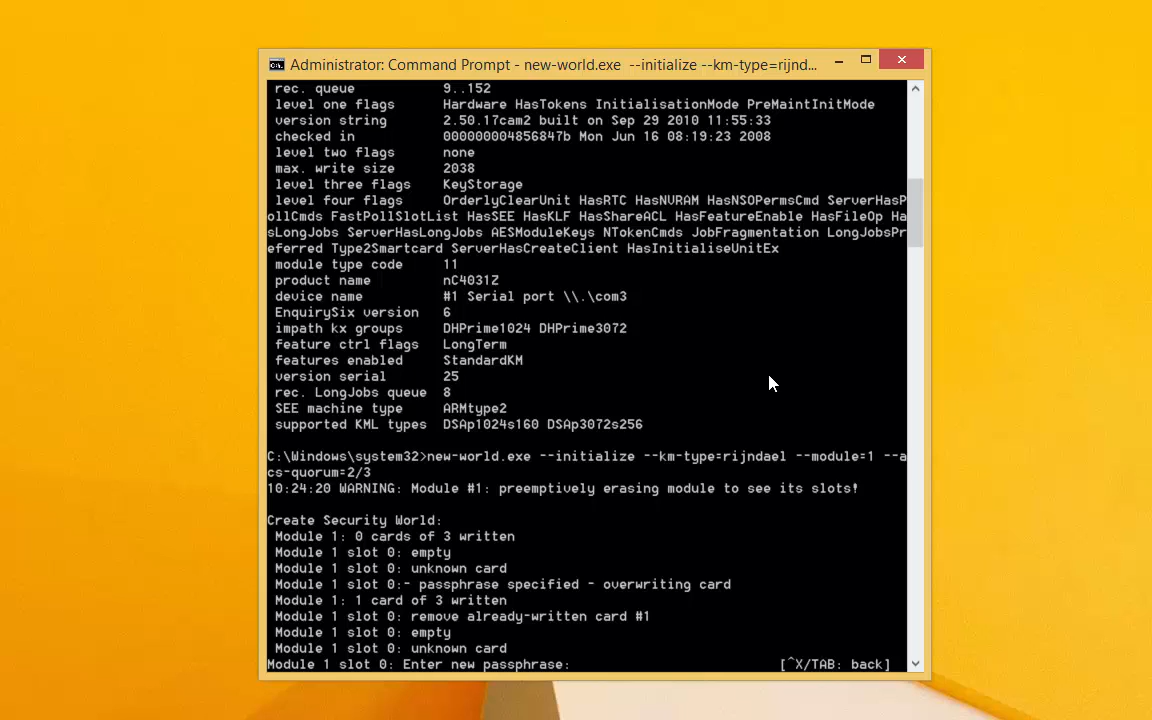 Administrator: Command Prompt - new-world.exe --initialize --km-type=rijnd...
rec. queue 9..152
level one flags Hardware HasTokens InitialisationMode PreMaintInitMode
version string 2.50.17cam2 built on Sep 29 2010 11:55:33
checked in 000000004856847b Mon Jun 16 08:19:23 2008
level two flags none
max. write size 2038
level three flags KeyStorage
level four flags OrderlyClearUnit HasRTC HasNVRAM HasNSOPermsCmd ServerHasP
ollCmds FastPollSlotList HasSEE HasKLF HasShareACL HasFeatureEnable HasFileOp Ha
sLongJobs ServerHasLongJobs AESModuleKeys NTokenCmds JobFragmentation LongJobsPr
eferred Type2Smartcard ServerHasCreateClient HasInitialiseUnitEx
module type code 11
product name nC4031Z
device name #1 Serial port \\.\com3
EnquirySix version 6
impath kx groups DHPrime1024 DHPrime3072
feature ctrl flags LongTerm
features enabled StandardKM
version serial 25
rec. LongJobs queue 8
SEE machine type ARMtype2
supported KML types DSAp1024s160 DSAp3072s256
C:\Windows\system32>new-world.exe --initialize --km-type=rijndael --module=1 --a
cs-quorum=2/3
10:24:20 WARNING: Module #1: preemptively erasing module to see its slots!
Create Security World:
Module 1: 0 cards of 3 written
Module 1 slot 0: empty
Module 1 slot 0: unknown card
Module 1 slot 0:- passphrase specified - overwriting card
Module 1: 1 card of 3 written
Module 1 slot 0: remove already-written card #1
Module 1 slot 0: empty
Module 1 slot 0: unknown card
Module 1 slot 0: Enter new passphrase: [^X/TAB: back]